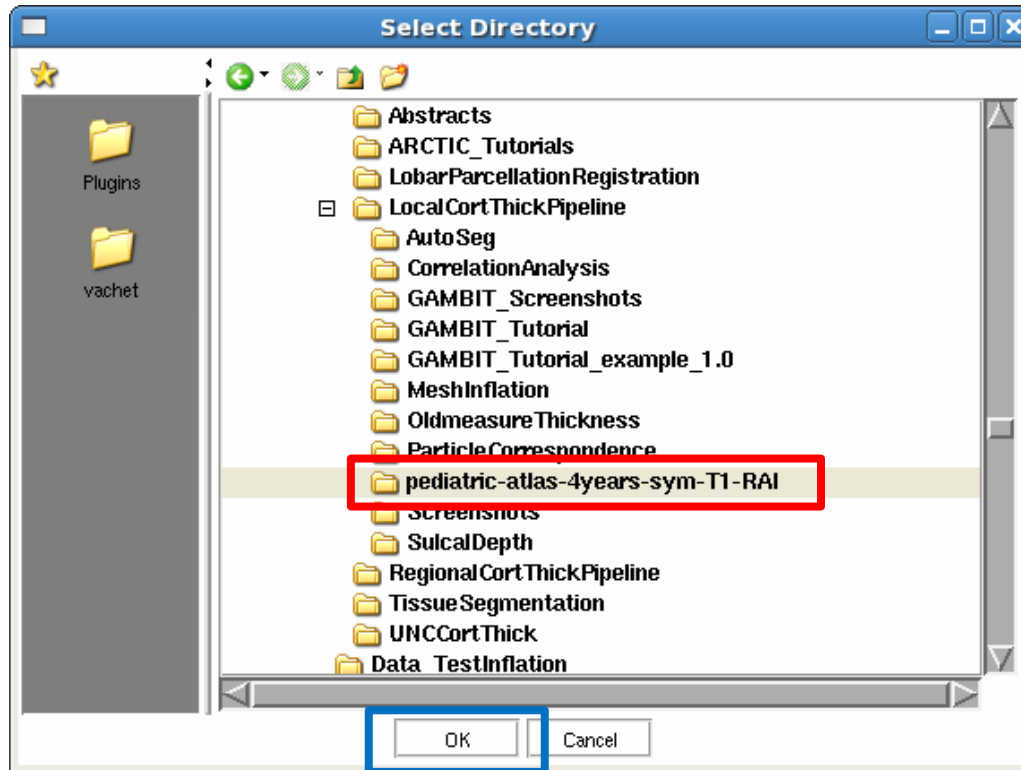 Select Directory
Plugins
vachet
Abstracts
ARCTIC_Tutorials
LobarParcellationRegistration
LocalCortThickPipeline
AutoSeg
CorrelationAnalysis
GAMBIT_Screenshots
GAMBIT_Tutorial
GAMBIT_Tutorial_example_1.0
MeshInflation
OldmeasureThickness
ParticleCorrespondence
pediatric-atlas-4years-sym-T1-RAI
Screenshots
SulcalDepth
RegionalCortThickPipeline
TissueSegmentation
UNCCortThick
Data_TestInflation
OK Cancel